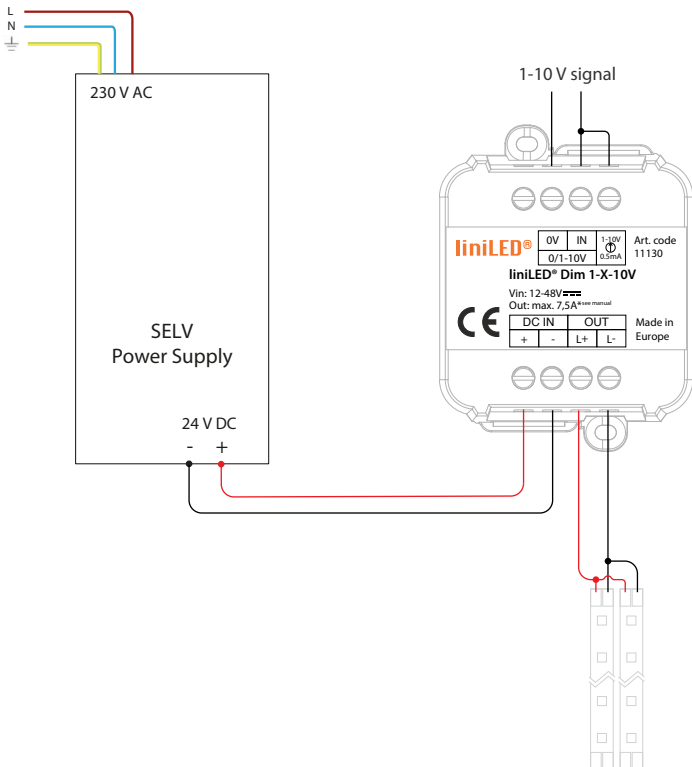 L
N
230 V AC
SELV
Power Supply
24 V DC
- +
1-10 V signal
liniLED®
0V IN 1-10V
0/1-10V 0.5mA
Art. code
11130
liniLED® Dim 1-X-10V
Vin: 12-48V
Out: max. 7,5A*see manual
CE
DC IN OUT
+ - L+ L-
Made in
Europe